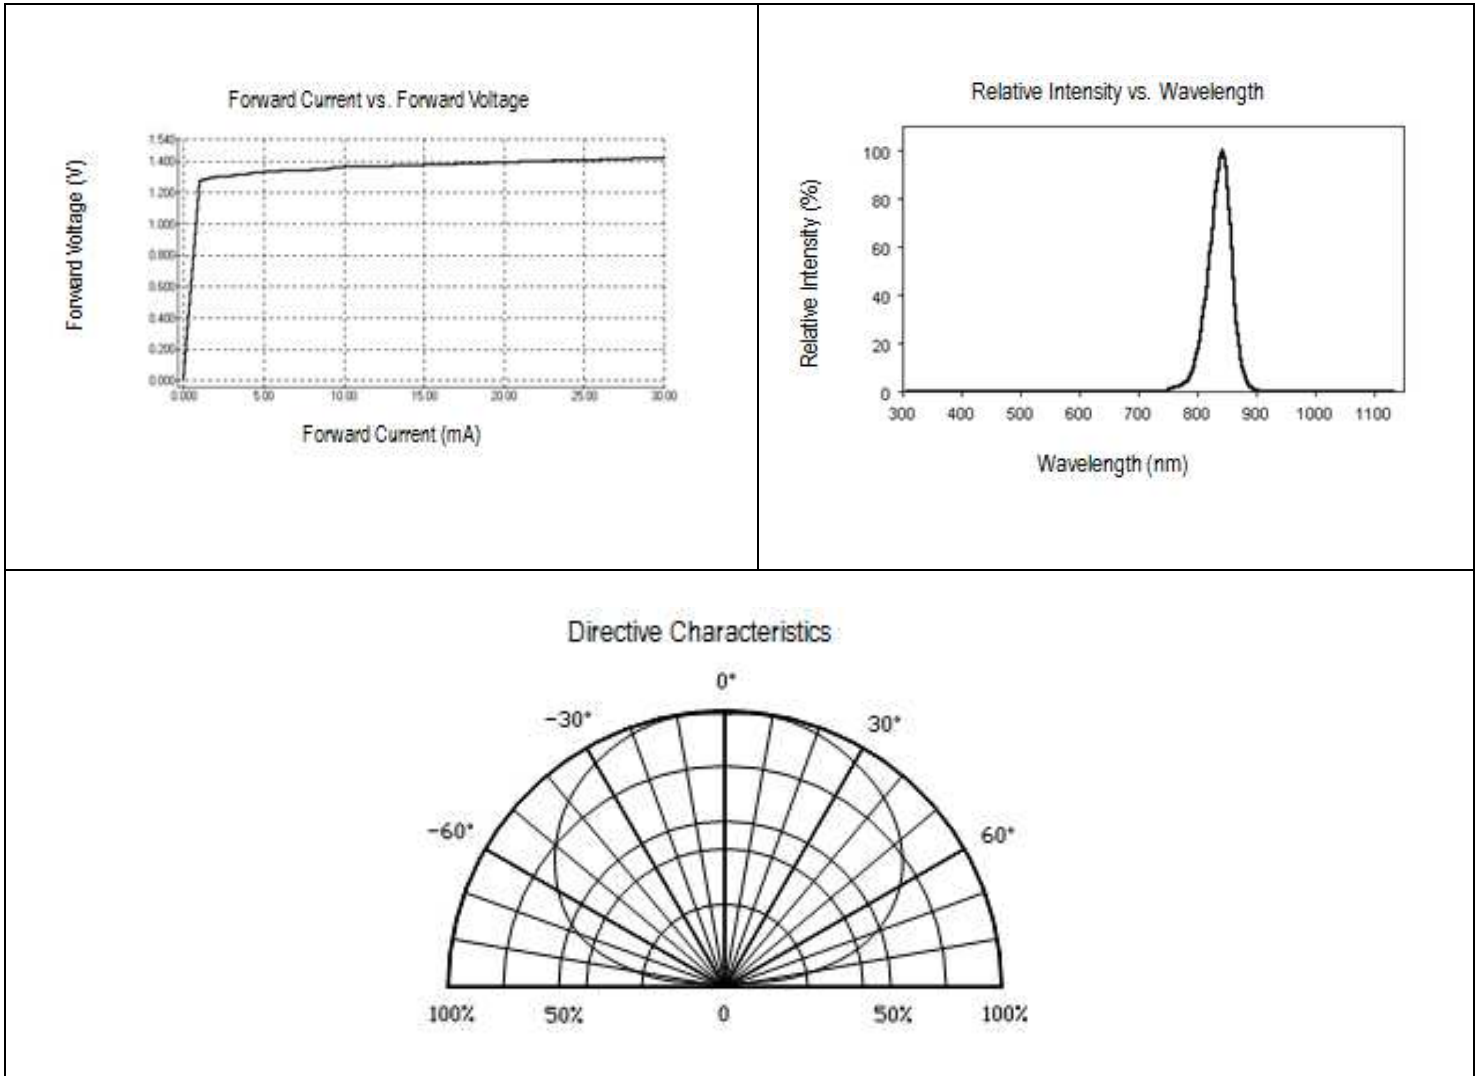 Forward Current vs. Forward Voltage
Forward Voltage (V)
1.540
1.400
1.200
1.000
0.800
0.600
0.400
0.200
0.000
0.000 5.00 10.00 15.00 20.00 25.00 30.00
Forward Current (mA)
Relative Intensity vs. Wavelength
Relative Intensity (%)
100
80
60
40
20
0
300 400 500 600 700 800 900 1000 1100
Wavelength (nm)
Directive Characteristics
0°
-30° 30°
-60° 60°
100% 50% 0 50% 100%